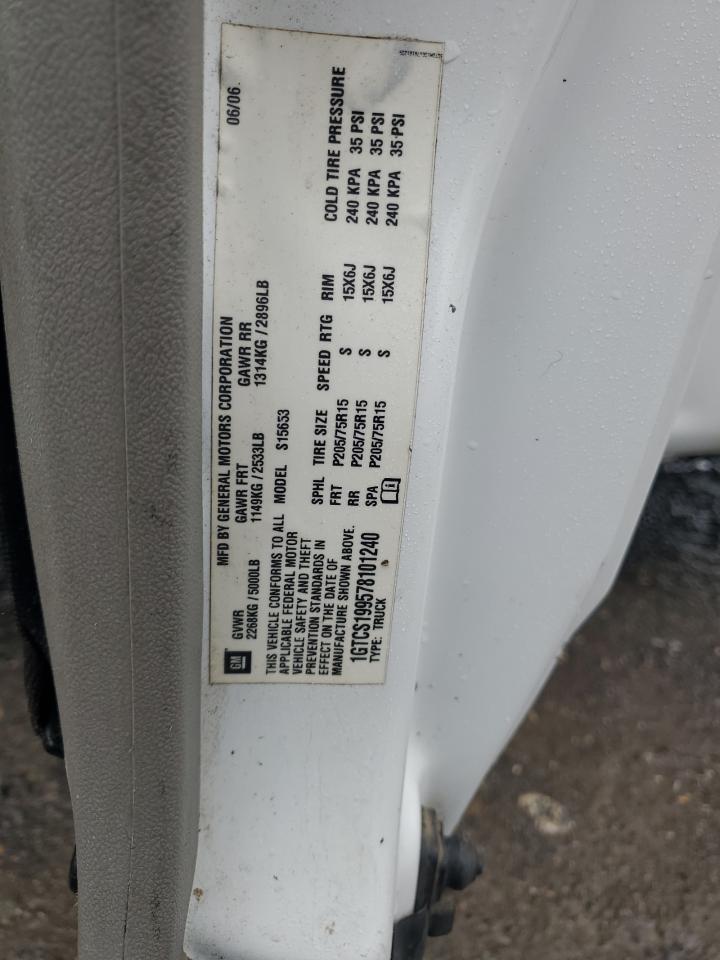 MFD BY GENERAL MOTORS CORPORATION 06/06
GM
GVWR GAWR FRT GAWR RR
2268KG / 5000LB 1149KG / 2533LB 1314KG / 2896LB
THIS VEHICLE CONFORMS TO ALL
APPLICABLE FEDERAL MOTOR
VEHICLE SAFETY AND THEFT
PREVENTION STANDARDS IN
EFFECT ON THE DATE OF
MANUFACTURE SHOWN ABOVE.
1GTCS199578101240
TYPE: TRUCK
MODEL S15653
SPHL TIRE SIZE SPEED RTG RIM COLD TIRE PRESSURE
FRT P205/75R15 S 15X6J 240 KPA 35 PSI
RR P205/75R15 S 15X6J 240 KPA 35 PSI
SPA P205/75R15 S 15X6J 240 KPA 35 PSI